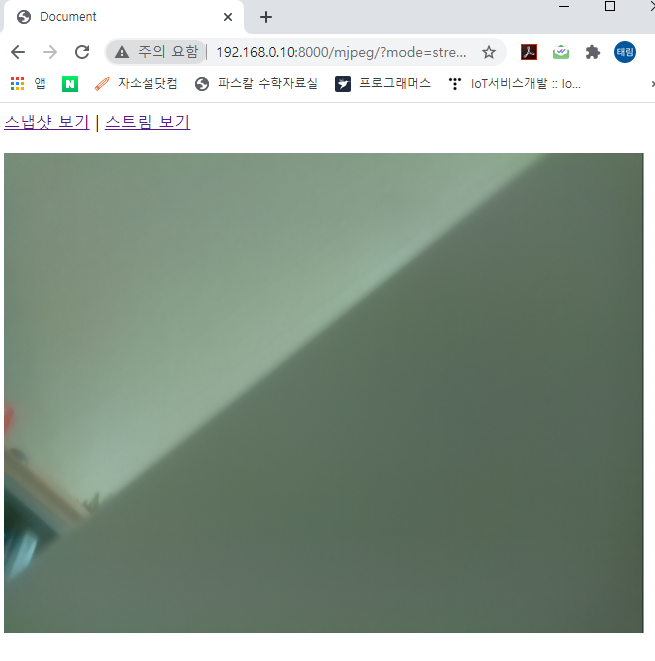 Document
주의 요함 | 192.168.0.10:8000/mjpeg/?mode=stre... 태림
앱 N 자소설닷컴 파스칼 수학자료실 프로그래머스 IoT서비스개발 :: Io...
스냅샷 보기 | 스트림 보기